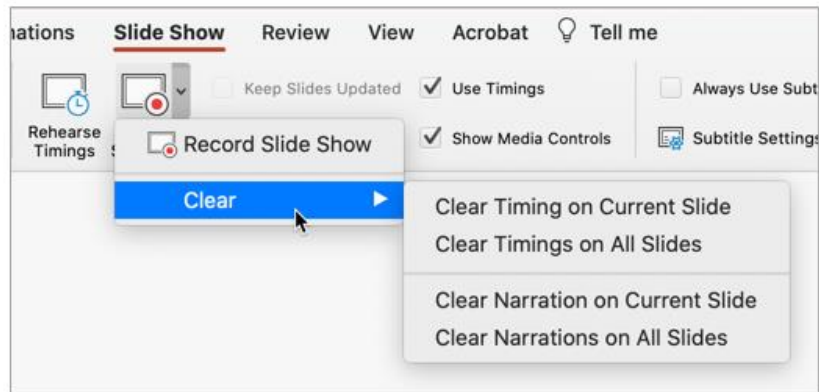 ations Slide Show Review View Acrobat Tell me
Keep Slides Updated Use Timings Always Use Subt
Rehearse
Timings
Show Media Controls Subtitle Settings
Record Slide Show
Clear
Clear Timing on Current Slide
Clear Timings on All Slides
Clear Narration on Current Slide
Clear Narrations on All Slides